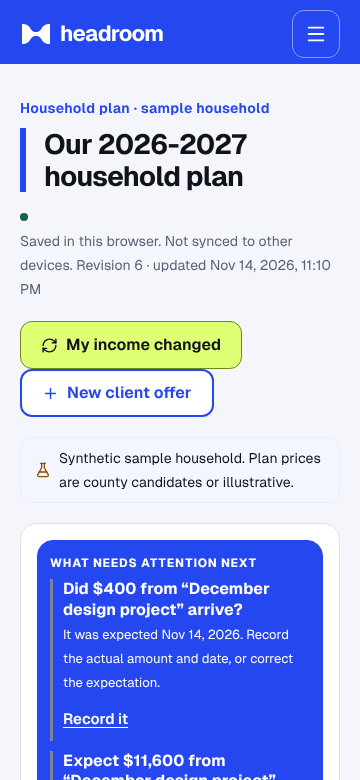 headroom
Household plan · sample household
Our 2026-2027
household plan
Saved in this browser. Not synced to other
devices. Revision 6 · updated Nov 14, 2026, 11:10
PM
My income changed
New client offer
Synthetic sample household. Plan prices
are county candidates or illustrative.
WHAT NEEDS ATTENTION NEXT
Did $400 from “December
design project” arrive?
It was expected Nov 14, 2026. Record
the actual amount and date, or correct
the expectation.
Record it
Expect $11,600 from
“December design project”